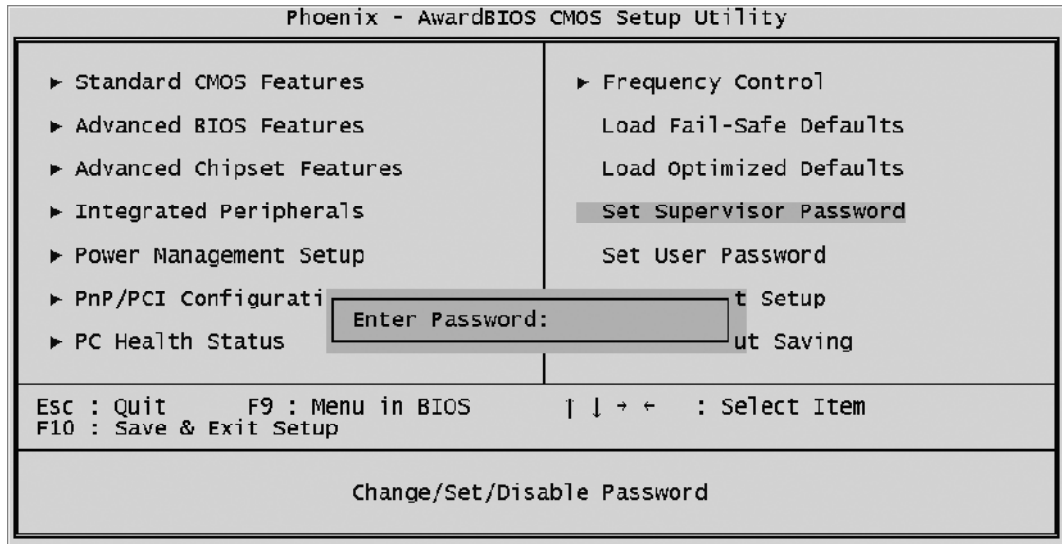 Phoenix - AwardBIOS CMOS Setup Utility
▶ Standard CMOS Features
▶ Advanced BIOS Features
▶ Advanced Chipset Features
▶ Integrated Peripherals
▶ Power Management Setup
▶ PnP/PCI Configurati
▶ PC Health Status
▶ Frequency Control
Load Fail-Safe Defaults
Load Optimized Defaults
Set Supervisor Password
Set User Password
t Setup
ut Saving
Enter Password:
Esc : Quit F9 : Menu in BIOS ↑ ↓ → ← : Select Item
F10 : Save & Exit Setup
Change/Set/Disable Password